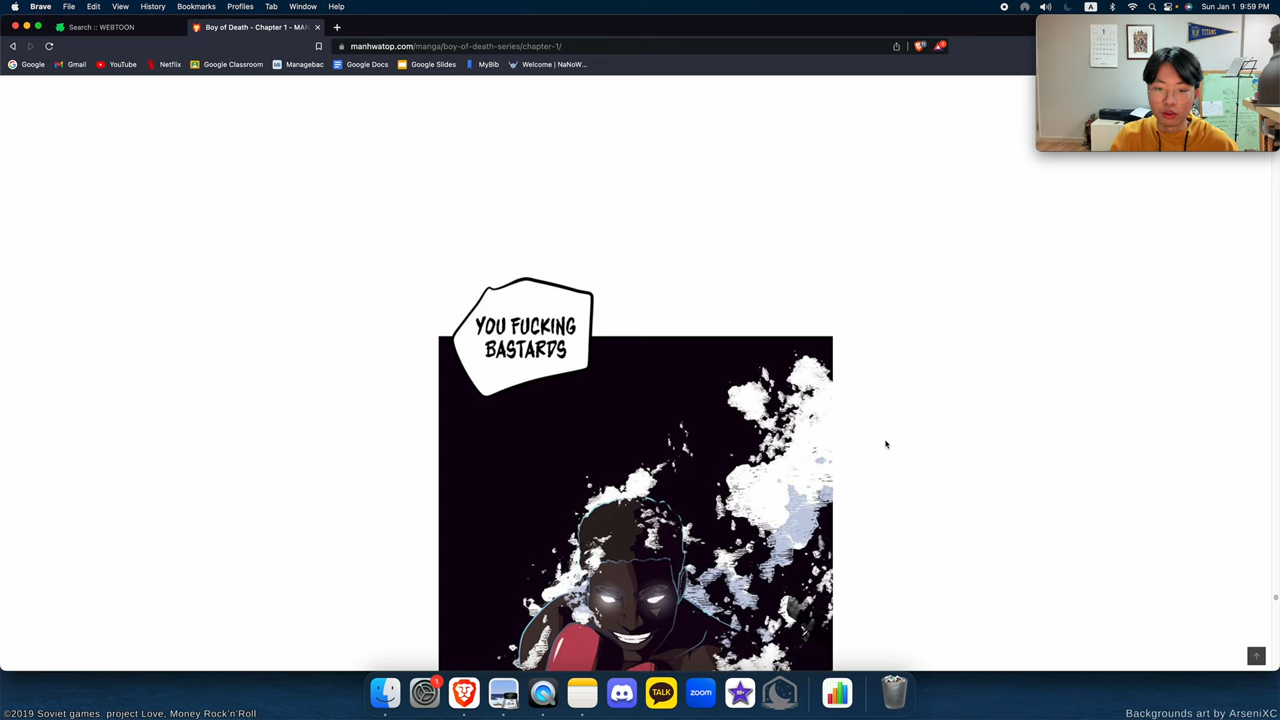 Brave File Edit View History Bookmarks Profiles Tab Window Help
A Sun Jan 1 9:59 PM
Search :: WEBTOON
Boy of Death - Chapter 1 - MAN
manhwatop.com/manga/boy-of-death-series/chapter-1/
Google Gmail YouTube Netflix Google Classroom Managebac Google Docs Google Slides MyBib Welcome | NaNoW...
TITANS
YOU FUCKING
BASTARDS
1
TALK
zoom
©2019 Soviet games. project Love, Money Rock'n'Roll
Backgrounds art by ArseniXC